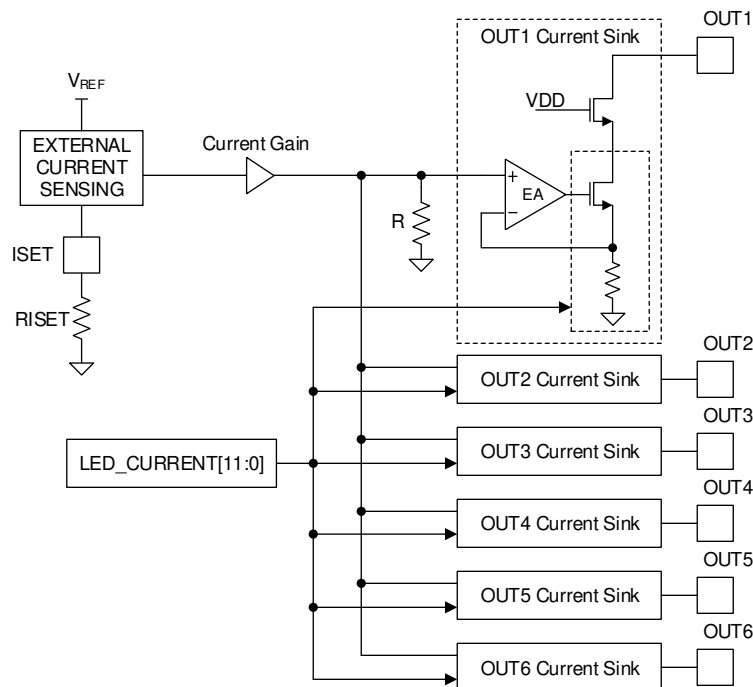 OUT1
OUT1 Current Sink
VREF
VDD
EXTERNAL
CURRENT
SENSING
Current Gain
+
EA
−
R
ISET
RISET
OUT2
OUT2 Current Sink
OUT3
OUT3 Current Sink
LED_CURRENT[11:0]
OUT4
OUT4 Current Sink
OUT5
OUT5 Current Sink
OUT6
OUT6 Current Sink